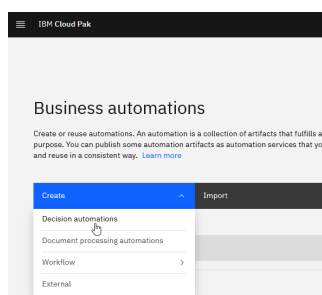 IBM Cloud Pak
Business automations
Create or reuse automations. An automation is a collection of artifacts that fulfills a
purpose. You can publish some automation artifacts as automation services that yo
and reuse in a consistent way. Learn more
Create
Import
Decision automations
Document processing automations
Workflow
External